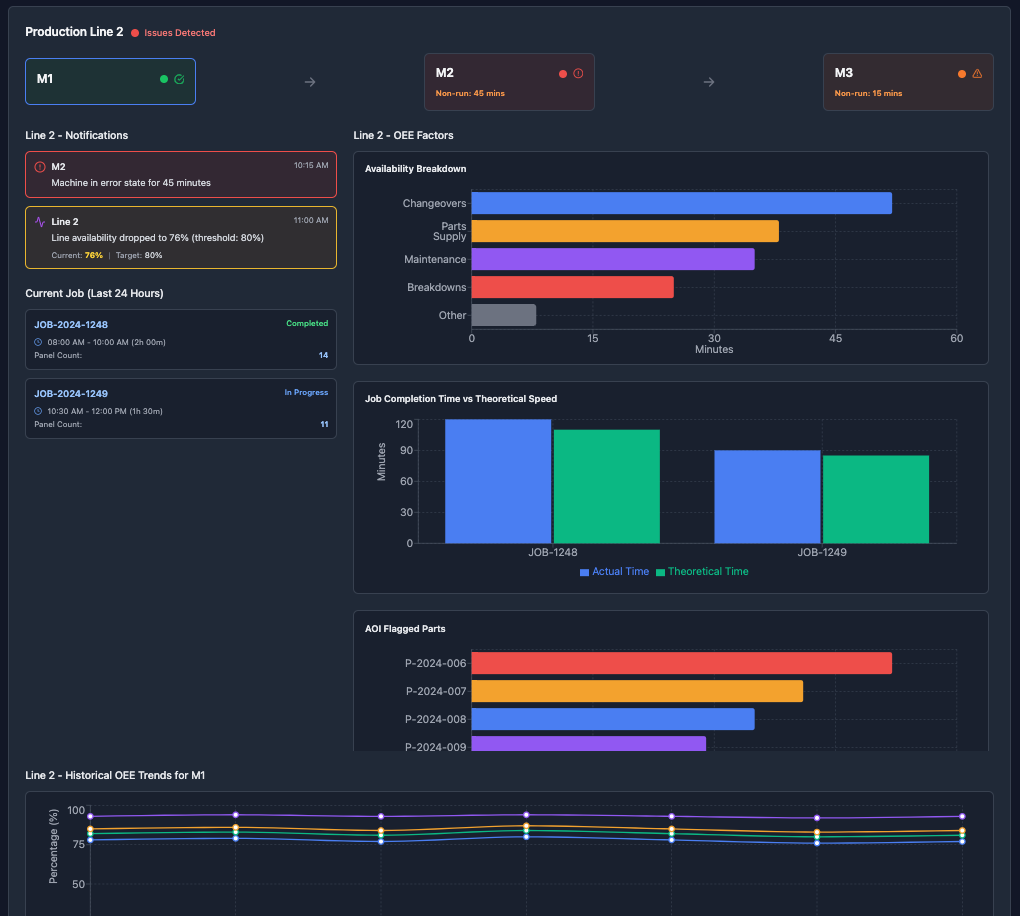 Production Line 2 Issues Detected
M1
M2
Non-run: 45 mins
M3
Non-run: 15 mins
Line 2 - Notifications
M2 10:15 AM
Machine in error state for 45 minutes
Line 2 11:00 AM
Line availability dropped to 76% (threshold: 80%)
Current: 76% | Target: 80%
Current Job (Last 24 Hours)
JOB-2024-1248 Completed
08:00 AM - 10:00 AM (2h 00m)
Panel Count: 14
JOB-2024-1249 In Progress
10:30 AM - 12:00 PM (1h 30m)
Panel Count: 11
Line 2 - OEE Factors
Availability Breakdown
Changeovers
Parts
Supply
Maintenance
Breakdowns
Other
0 15 30 45 60
Minutes
Job Completion Time vs Theoretical Speed
Minutes
120
90
60
30
0
JOB-1248 JOB-1249
Actual Time Theoretical Time
AOI Flagged Parts
P-2024-006
P-2024-007
P-2024-008
P-2024-009
Line 2 - Historical OEE Trends for M1
Percentage (%)
100
75
50